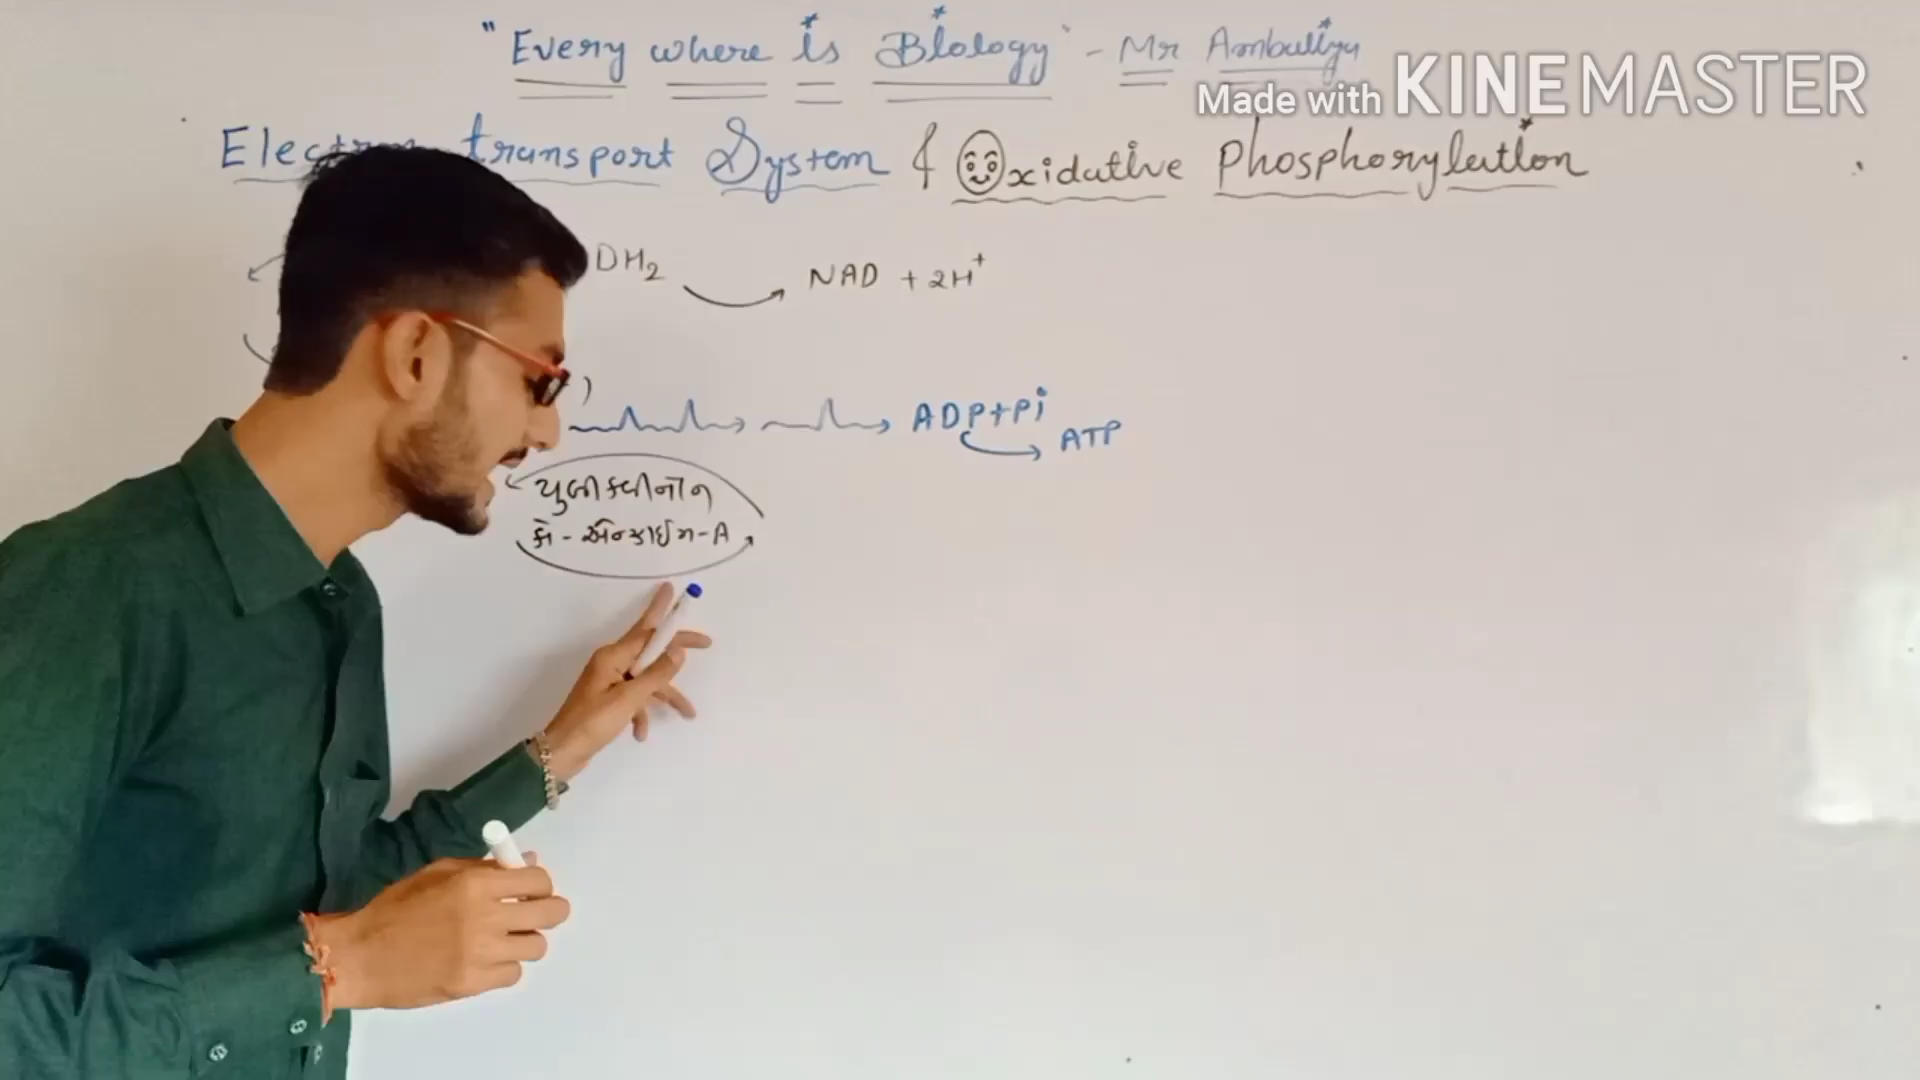 "Every where is Biology" - Mr Ambaliya
Made with KINEMASTER
Electron transport System & Oxidative Phosphorylation
DH2 NAD + 2H+
) ADP+Pi
ATP
યુબીક્વીનોન
કો-એન્ઝાઈમ-A